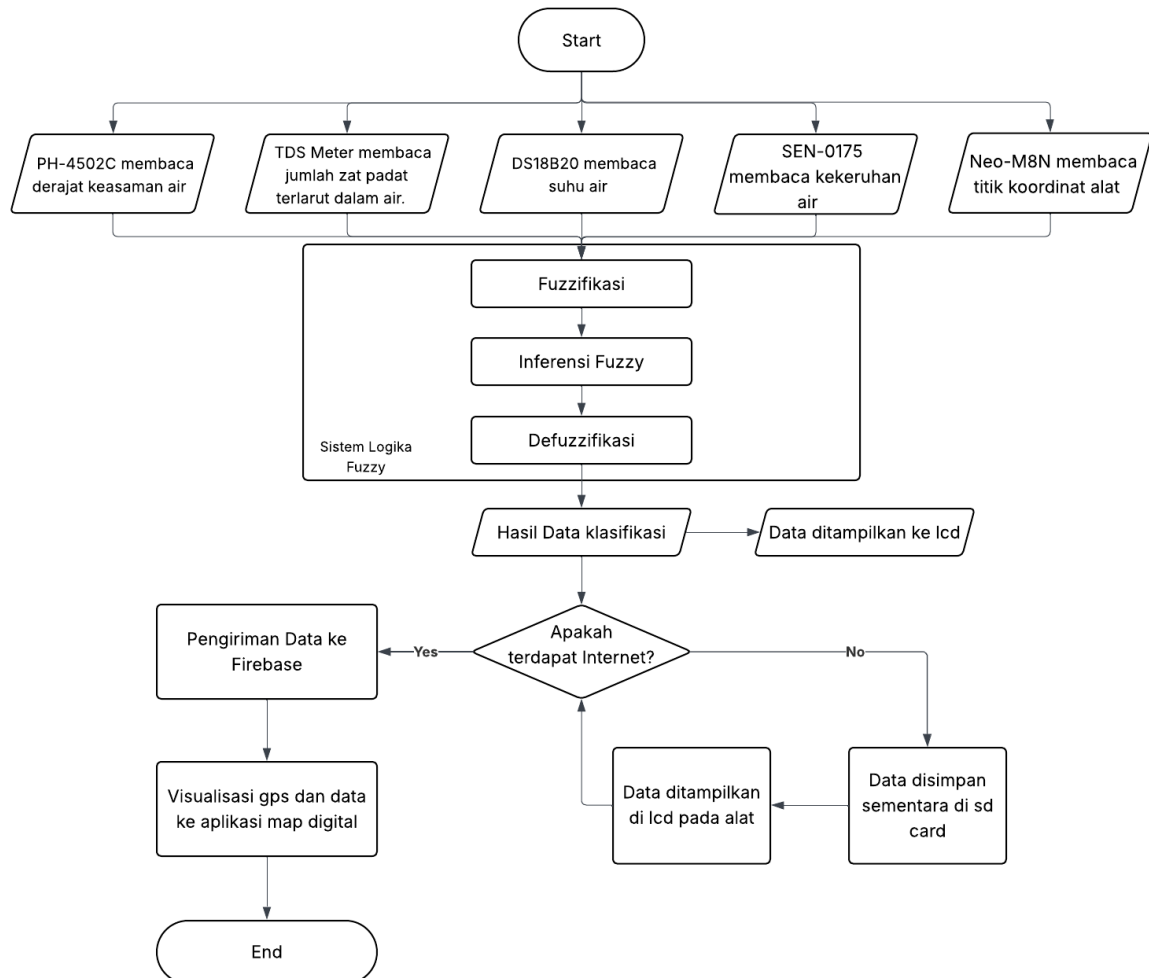 Start
PH-4502C membaca
derajat keasaman air
TDS Meter membaca
jumlah zat padat
terlarut dalam air.
DS18B20 membaca
suhu air
SEN-0175
membaca kekeruhan
air
Neo-M8N membaca
titik koordinat alat
Fuzzifikasi
Inferensi Fuzzy
Defuzzifikasi
Sistem Logika
Fuzzy
Hasil Data klasifikasi
Data ditampilkan ke lcd
Apakah
terdapat Internet?
Yes
No
Pengiriman Data ke
Firebase
Visualisasi gps dan data
ke aplikasi map digital
Data ditampilkan
di lcd pada alat
Data disimpan
sementara di sd
card
End